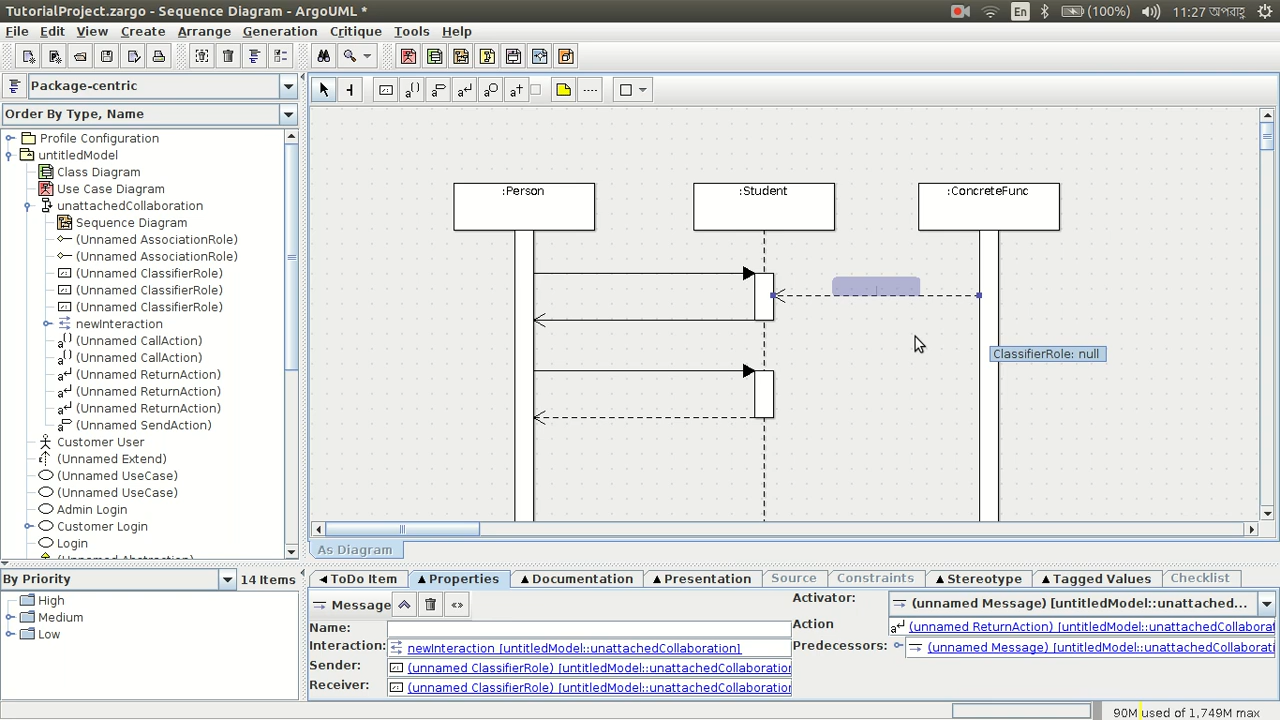 TutorialProject.zargo - Sequence Diagram - ArgoUML *
En
(100%)
11:27 অপরাহ্ণ
File Edit View Create Arrange Generation Critique Tools Help
Package-centric
Order By Type, Name
Profile Configuration
untitledModel
Class Diagram
Use Case Diagram
unattachedCollaboration
Sequence Diagram
(Unnamed AssociationRole)
(Unnamed AssociationRole)
(Unnamed ClassifierRole)
(Unnamed ClassifierRole)
(Unnamed ClassifierRole)
newInteraction
(Unnamed CallAction)
(Unnamed CallAction)
(Unnamed ReturnAction)
(Unnamed ReturnAction)
(Unnamed ReturnAction)
(Unnamed SendAction)
Customer User
(Unnamed Extend)
(Unnamed UseCase)
(Unnamed UseCase)
Admin Login
Customer Login
Login
:Person
:Student
:ConcreteFunc
ClassifierRole: null
As Diagram
By Priority
14 Items
High
Medium
Low
ToDo Item Properties Documentation Presentation Source Constraints Stereotype Tagged Values Checklist
Message
Name:
Interaction: newInteraction [untitledModel::unattachedCollaboration]
Sender: (unnamed ClassifierRole) [untitledModel::unattachedCollaboration
Receiver: (unnamed ClassifierRole) [untitledModel::unattachedCollaboration
Activator: (unnamed Message) [untitledModel::unattached...
Action (unnamed ReturnAction) [untitledModel::unattachedCollaborat
Predecessors: (unnamed Message) [untitledModel::unattachedCollaborati
90M used of 1,749M max